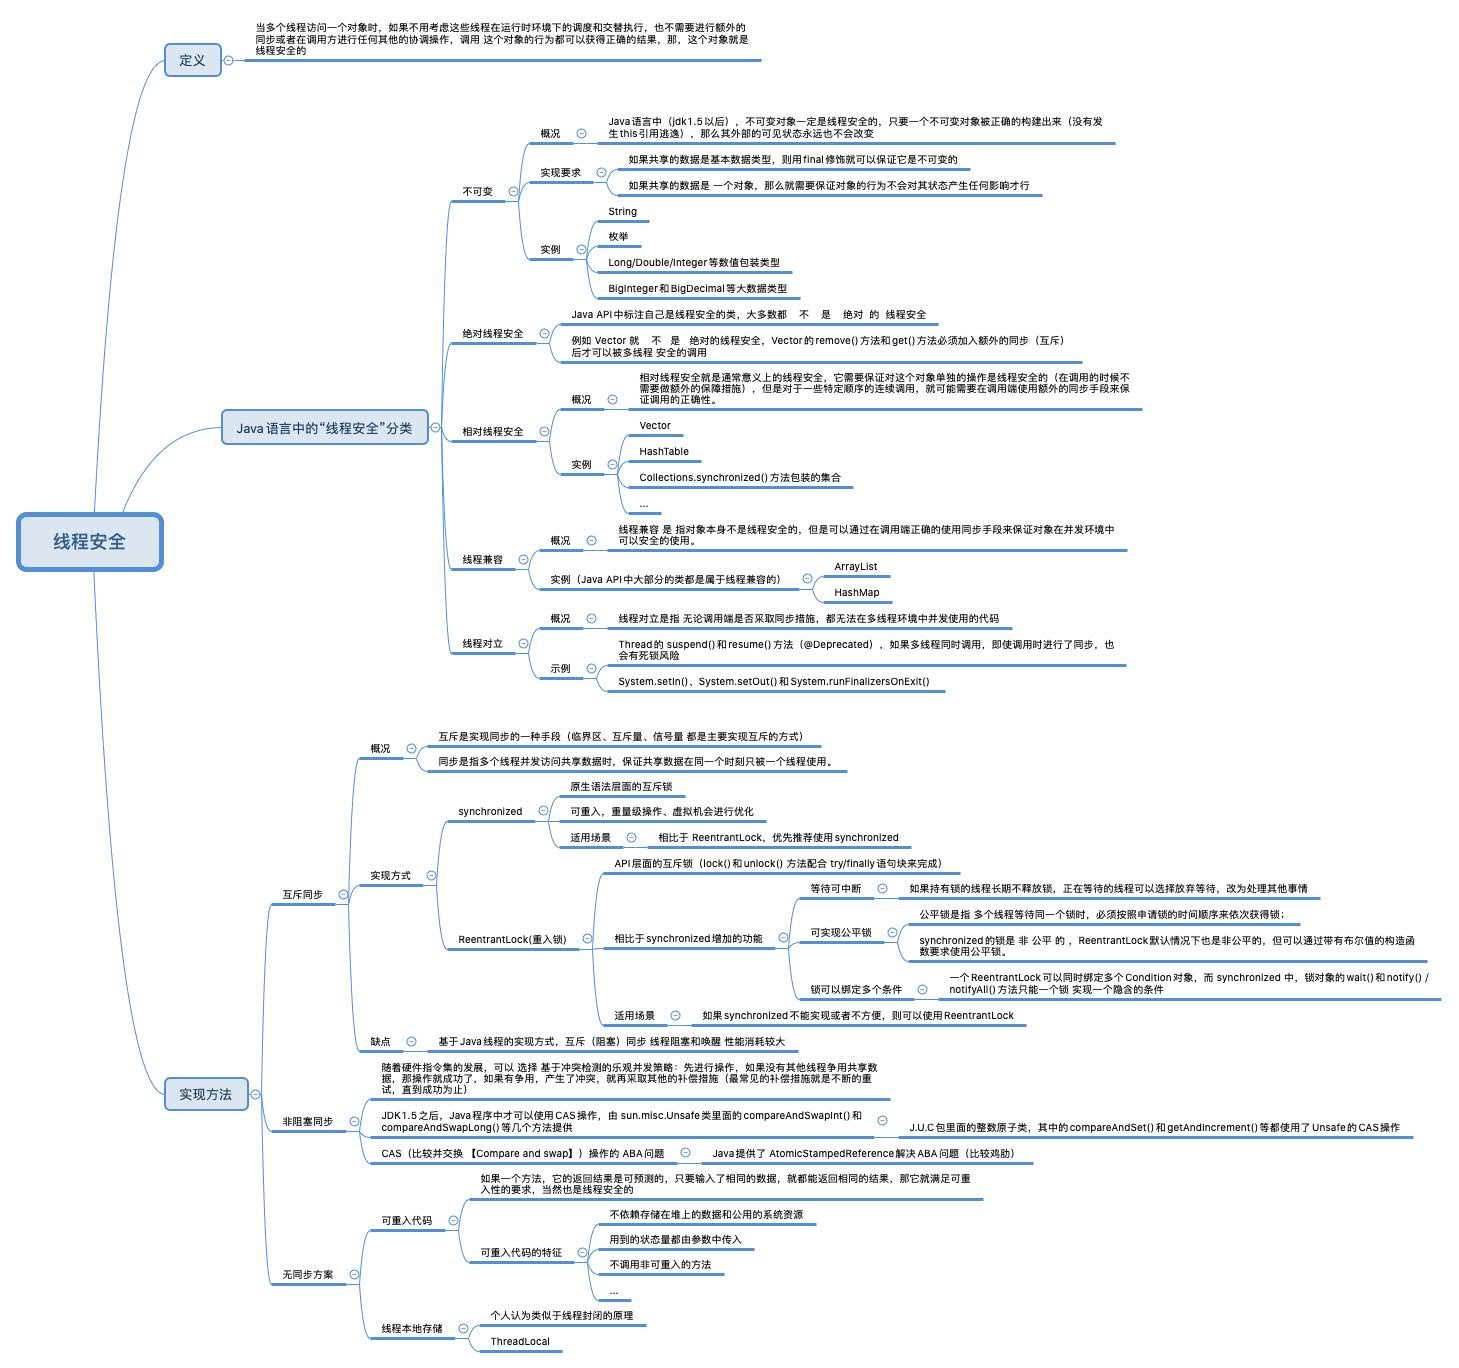 线程安全
定义
当多个线程访问一个对象时，如果不用考虑这些线程在运行时环境下的调度和交替执行，也不需要进行额外的
同步或者在调用方进行任何其他的协调操作，调用 这个对象的行为都可以获得正确的结果，那，这个对象就是
线程安全的
Java 语言中的“线程安全”分类
不可变
概况
Java 语言中（jdk1.5 以后），不可变对象一定是线程安全的，只要一个不可变对象被正确的构建出来（没有发
生 this 引用逃逸），那么其外部的可见状态永远也不会改变
实现要求
如果共享的数据是基本数据类型，则用 final 修饰就可以保证它是不可变的
如果共享的数据是 一个对象，那么就需要保证对象的行为不会对其状态产生任何影响才行
实例
String
枚举
Long/Double/Integer 等数值包装类型
BigInteger 和 BigDecimal 等大数据类型
绝对线程安全
Java API 中标注自己是线程安全的类，大多数都 不 是 绝对 的 线程安全
例如 Vector 就 不 是 绝对的线程安全，Vector 的 remove() 方法和 get() 方法必须加入额外的同步（互斥）
后才可以被多线程 安全的调用
相对线程安全
概况
相对线程安全就是通常意义上的线程安全，它需要保证对这个对象单独的操作是线程安全的（在调用的时候不
需要做额外的保障措施），但是对于一些特定顺序的连续调用，就可能需要在调用端使用额外的同步手段来保
证调用的正确性。
实例
Vector
HashTable
Collections.synchronized() 方法包装的集合
...
线程兼容
概况
线程兼容 是 指对象本身不是线程安全的，但是可以通过在调用端正确的使用同步手段来保证对象在并发环境中
可以安全的使用。
实例（Java API 中大部分的类都是属于线程兼容的）
ArrayList
HashMap
线程对立
概况
线程对立是指 无论调用端是否采取同步措施，都无法在多线程环境中并发使用的代码
示例
Thread 的 suspend() 和 resume() 方法（@Deprecated），如果多线程同时调用，即使调用时进行了同步，也
会有死锁风险
System.setIn()、System.setOut() 和 System.runFinalizersOnExit()
实现方法
互斥同步
概况
互斥是实现同步的一种手段（临界区、互斥量、信号量 都是主要实现互斥的方式）
同步是指多个线程并发访问共享数据时，保证共享数据在同一个时刻只被一个线程使用。
实现方式
synchronized
原生语法层面的互斥锁
可重入，重量级操作、虚拟机会进行优化
适用场景
相比于 ReentrantLock，优先推荐使用 synchronized
ReentrantLock(重入锁)
API 层面的互斥锁（lock() 和 unlock() 方法配合 try/finally 语句块来完成）
相比于 synchronized 增加的功能
等待可中断
如果持有锁的线程长期不释放锁，正在等待的线程可以选择放弃等待，改为处理其他事情
可实现公平锁
公平锁是指 多个线程等待同一个锁时，必须按照申请锁的时间顺序来依次获得锁；
synchronized 的锁是 非 公平 的 ，ReentrantLock 默认情况下也是非公平的，但可以通过带有布尔值的构造函
数要求使用公平锁。
锁可以绑定多个条件
一个 ReentrantLock 可以同时绑定多个 Condition 对象，而 synchronized 中，锁对象的 wait() 和 notify() /
notifyAll() 方法只能一个锁 实现一个隐含的条件
适用场景
如果 synchronized 不能实现或者不方便，则可以使用 ReentrantLock
缺点
基于 Java 线程的实现方式，互斥（阻塞）同步 线程阻塞和唤醒 性能消耗较大
非阻塞同步
随着硬件指令集的发展，可以 选择 基于冲突检测的乐观并发策略：先进行操作，如果没有其他线程争用共享数
据，那操作就成功了，如果有争用，产生了冲突，就再采取其他的补偿措施（最常见的补偿措施就是不断的重
试，直到成功为止）
JDK1.5 之后，Java 程序中才可以使用 CAS 操作，由 sun.misc.Unsafe 类里面的 compareAndSwapInt() 和
compareAndSwapLong() 等几个方法提供
J.U.C 包里面的整数原子类，其中的 compareAndSet() 和 getAndIncrement() 等都使用了 Unsafe 的 CAS 操作
CAS（比较并交换 【Compare and swap】）操作的 ABA 问题
Java 提供了 AtomicStampedReference 解决 ABA 问题（比较鸡肋）
无同步方案
可重入代码
如果一个方法，它的返回结果是可预测的，只要输入了相同的数据，就都能返回相同的结果，那它就满足可重
入性的要求，当然也是线程安全的
可重入代码的特征
不依赖存储在堆上的数据和公用的系统资源
用到的状态量都由参数中传入
不调用非可重入的方法
...
线程本地存储
个人认为类似于线程封闭的原理
ThreadLocal